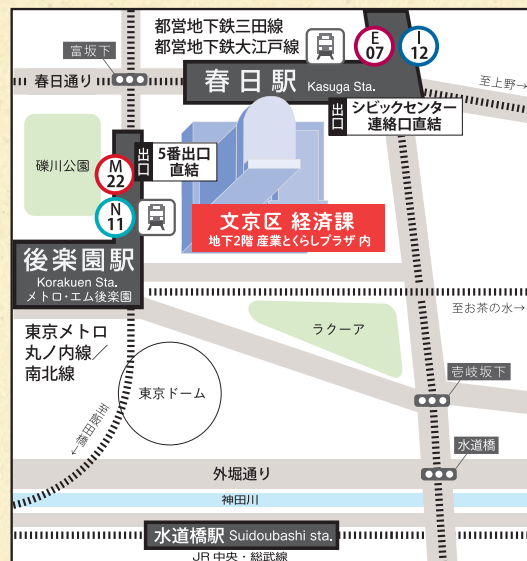 都営地下鉄三田線
都営地下鉄大江戸線
E
07
I
12
富坂下
春日通り
春日駅 Kasuga Sta.
至上野→
出口
シビックセンター
連絡口直結
礫川公園
出口
5番出口
直結
M
22
N
11
文京区 経済課
地下2階 産業とくらしプラザ 内
後楽園駅
Korakuen Sta.
メトロ・エム後楽園
至お茶の水→
東京メトロ
丸ノ内線／
南北線
ラクーア
東京ドーム
壱岐坂下
至飯田橋→
水道橋
外堀通り
神田川
水道橋駅 Suidoubashi sta.
JR 中央・総武線